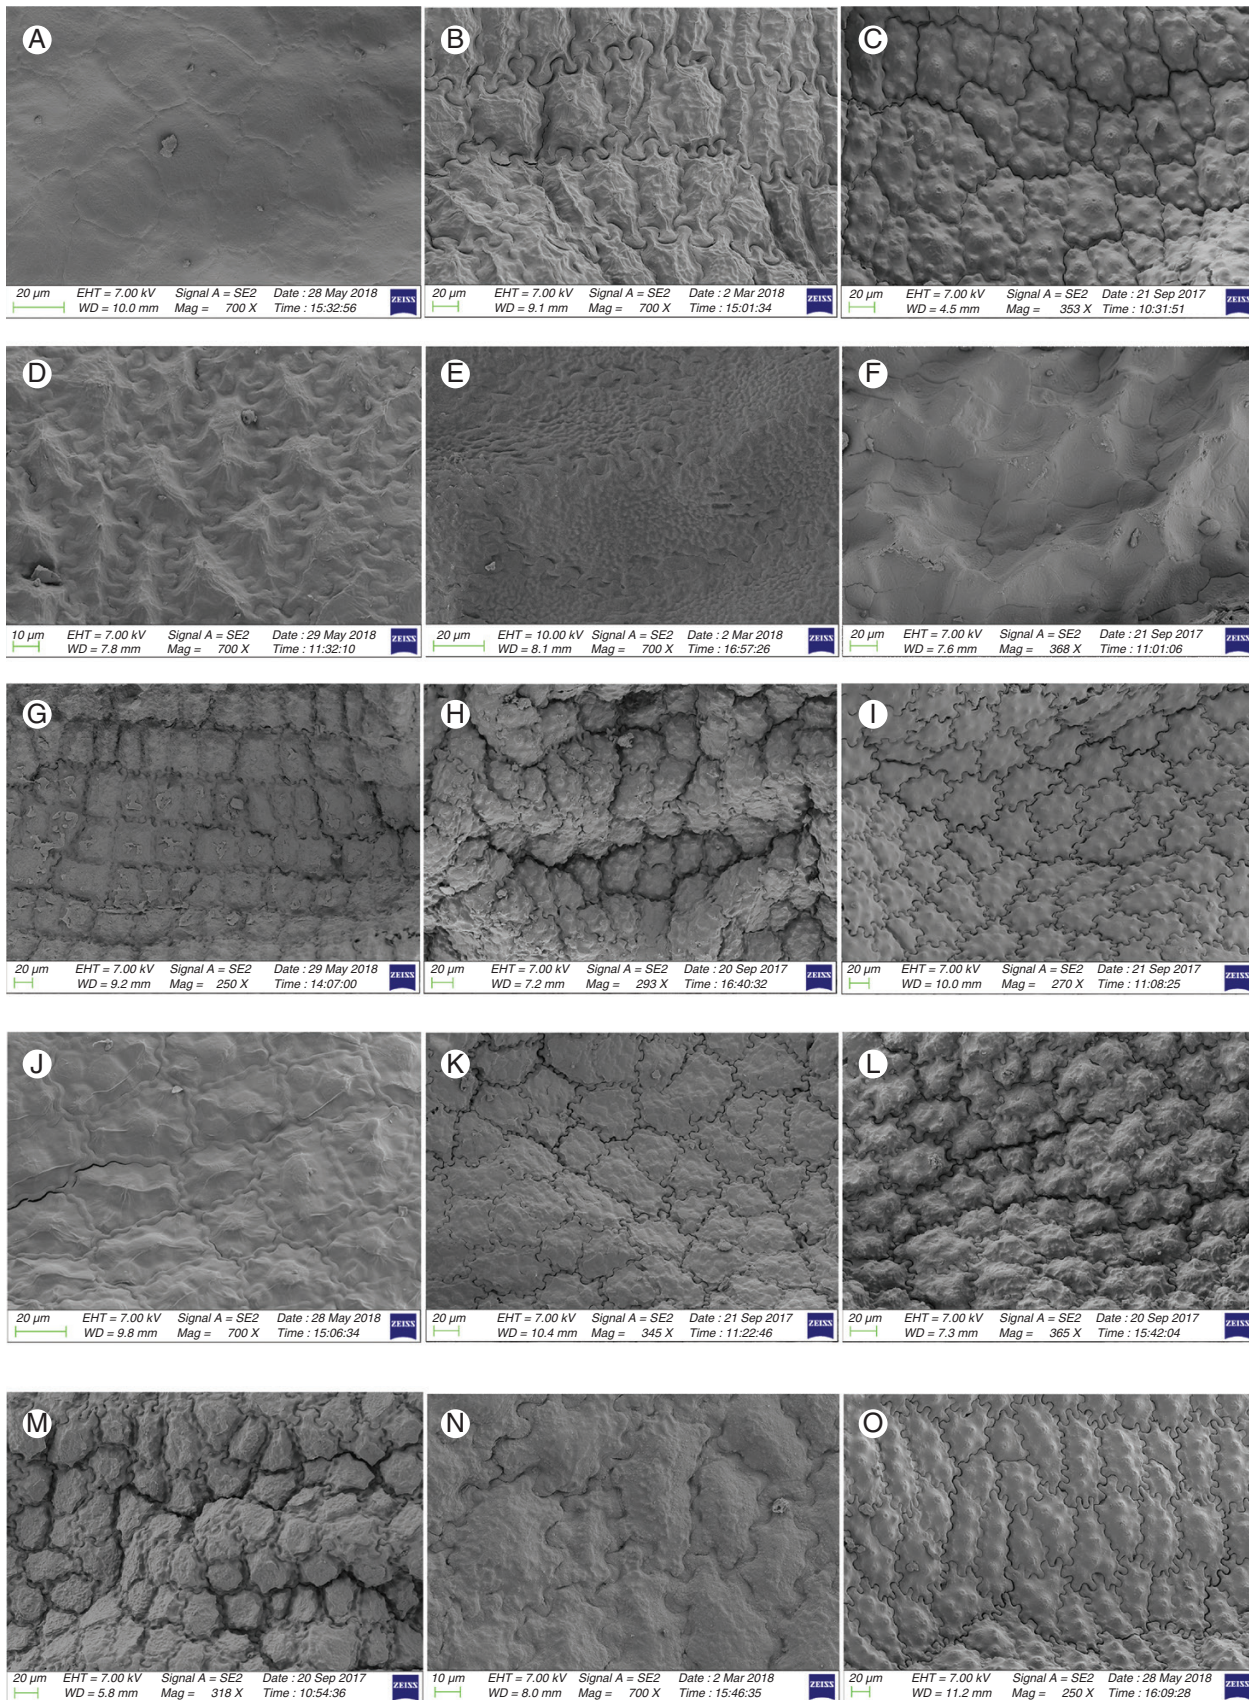 A
B
C
20 µm EHT = 7.00 kV Signal A = SE2 Date : 28 May 2018
WD = 10.0 mm Mag = 700 X Time : 15:32:56
ZEISS
20 µm EHT = 7.00 kV Signal A = SE2 Date : 2 Mar 2018
WD = 9.1 mm Mag = 700 X Time : 15:01:34
ZEISS
20 µm EHT = 7.00 kV Signal A = SE2 Date : 21 Sep 2017
WD = 4.5 mm Mag = 353 X Time : 10:31:51
ZEISS
D
E
F
10 µm EHT = 7.00 kV Signal A = SE2 Date : 29 May 2018
WD = 7.8 mm Mag = 700 X Time : 11:32:10
ZEISS
20 µm EHT = 10.00 kV Signal A = SE2 Date : 2 Mar 2018
WD = 8.1 mm Mag = 700 X Time : 16:57:26
ZEISS
20 µm EHT = 7.00 kV Signal A = SE2 Date : 21 Sep 2017
WD = 7.6 mm Mag = 368 X Time : 11:01:06
ZEISS
G
H
I
20 µm EHT = 7.00 kV Signal A = SE2 Date : 29 May 2018
WD = 9.2 mm Mag = 250 X Time : 14:07:00
ZEISS
20 µm EHT = 7.00 kV Signal A = SE2 Date : 20 Sep 2017
WD = 7.2 mm Mag = 293 X Time : 16:40:32
ZEISS
20 µm EHT = 7.00 kV Signal A = SE2 Date : 21 Sep 2017
WD = 10.0 mm Mag = 270 X Time : 11:08:25
ZEISS
J
K
L
20 µm EHT = 7.00 kV Signal A = SE2 Date : 28 May 2018
WD = 9.8 mm Mag = 700 X Time : 15:06:34
ZEISS
20 µm EHT = 7.00 kV Signal A = SE2 Date : 21 Sep 2017
WD = 10.4 mm Mag = 345 X Time : 11:22:46
ZEISS
20 µm EHT = 7.00 kV Signal A = SE2 Date : 20 Sep 2017
WD = 7.3 mm Mag = 365 X Time : 15:42:04
ZEISS
M
N
O
20 µm EHT = 7.00 kV Signal A = SE2 Date : 20 Sep 2017
WD = 5.8 mm Mag = 318 X Time : 10:54:36
ZEISS
10 µm EHT = 7.00 kV Signal A = SE2 Date : 2 Mar 2018
WD = 8.0 mm Mag = 700 X Time : 15:46:35
ZEISS
20 µm EHT = 7.00 kV Signal A = SE2 Date : 28 May 2018
WD = 11.2 mm Mag = 250 X Time : 16:09:28
ZEISS